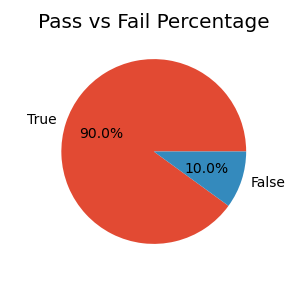 Pass vs Fail Percentage
True
90.0%
10.0%
False